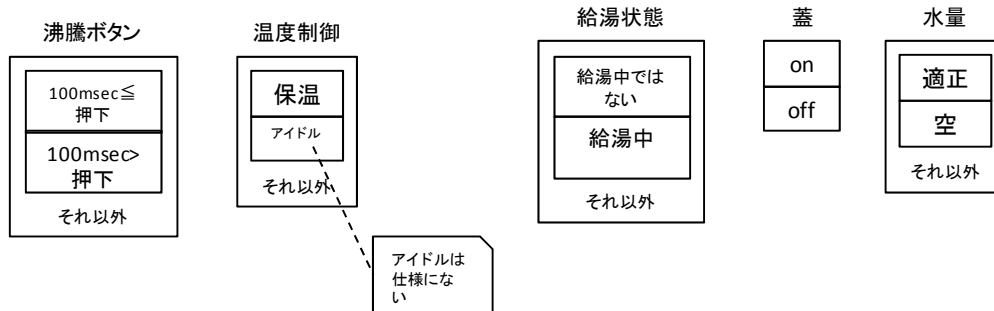 沸騰ボタン
100msec≦
押下
100msec>
押下
それ以外
温度制御
保温
アイドル
それ以外
アイドルは
仕様にな
い
給湯状態
給湯中では
ない
給湯中
それ以外
蓋
on
off
水量
適正
空
それ以外